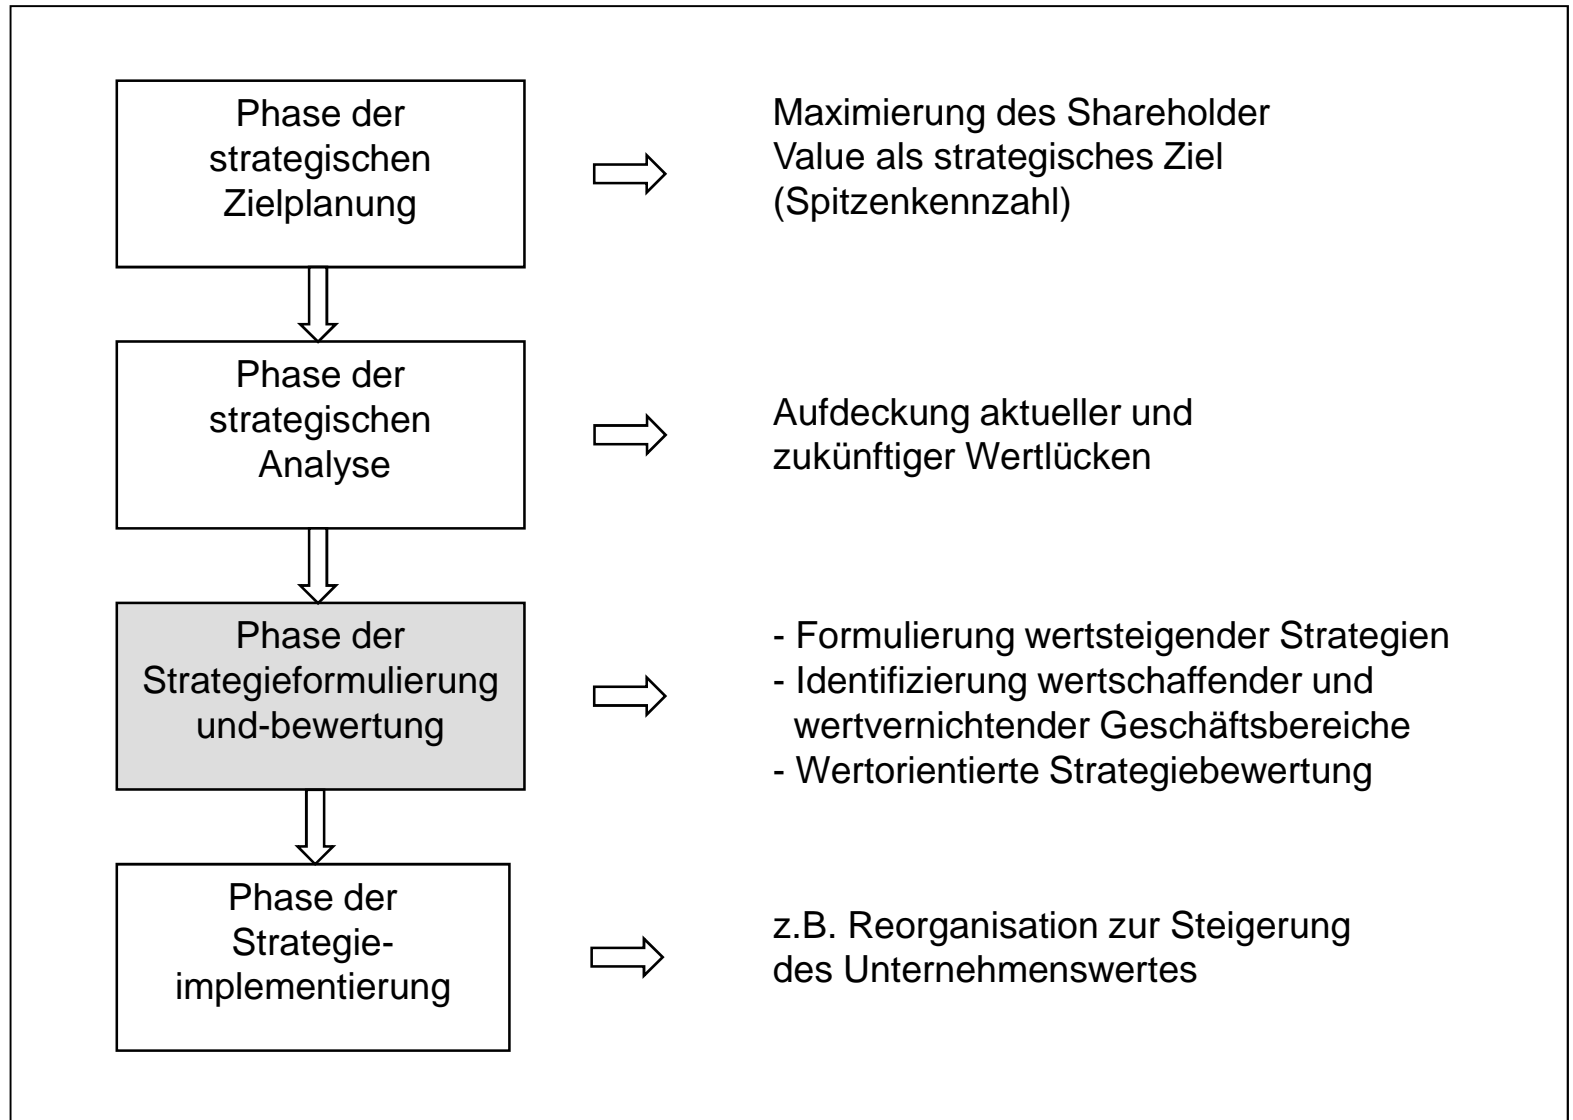 Phase der
strategischen
Zielplanung
Maximierung des Shareholder
Value als strategisches Ziel
(Spitzenkennzahl)
Phase der
strategischen
Analyse
Aufdeckung aktueller und
zukünftiger Wertlücken
Phase der
Strategieformulierung
und-bewertung
- Formulierung wertsteigender Strategien
- Identifizierung wertschaffender und
wertvernichtender Geschäftsbereiche
- Wertorientierte Strategiebewertung
Phase der
Strategie-
implementierung
z.B. Reorganisation zur Steigerung
des Unternehmenswertes